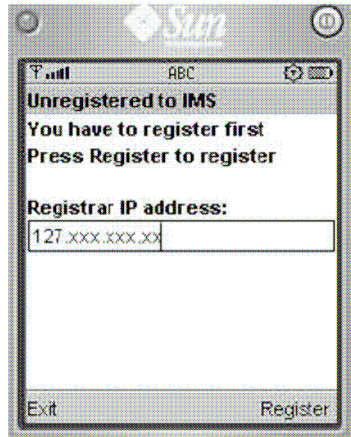 Sun
ABC
Unregistered to IMS
You have to register first
Press Register to register
Registrar IP address:
127.xxx.xxx.xx
Exit Register